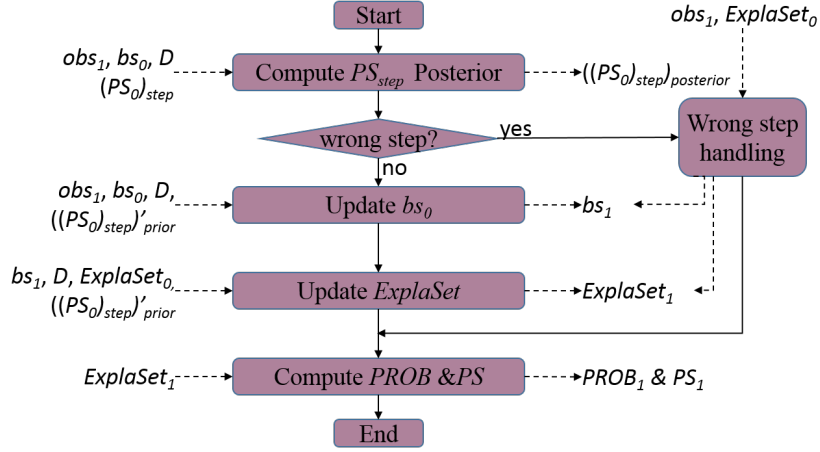 Start
obs₁, ExplaSet₀
obs₁, bs₀, D
(PS₀)step
Compute PSstep Posterior
((PS₀)step)posterior
wrong step?
yes
Wrong step
handling
no
obs₁, bs₀, D,
((PS₀)step)’prior
Update bs₀
bs₁
bs₁, D, ExplaSet₀,
((PS₀)step)’prior
Update ExplaSet
ExplaSet₁
ExplaSet₁
Compute PROB &PS
PROB₁ & PS₁
End